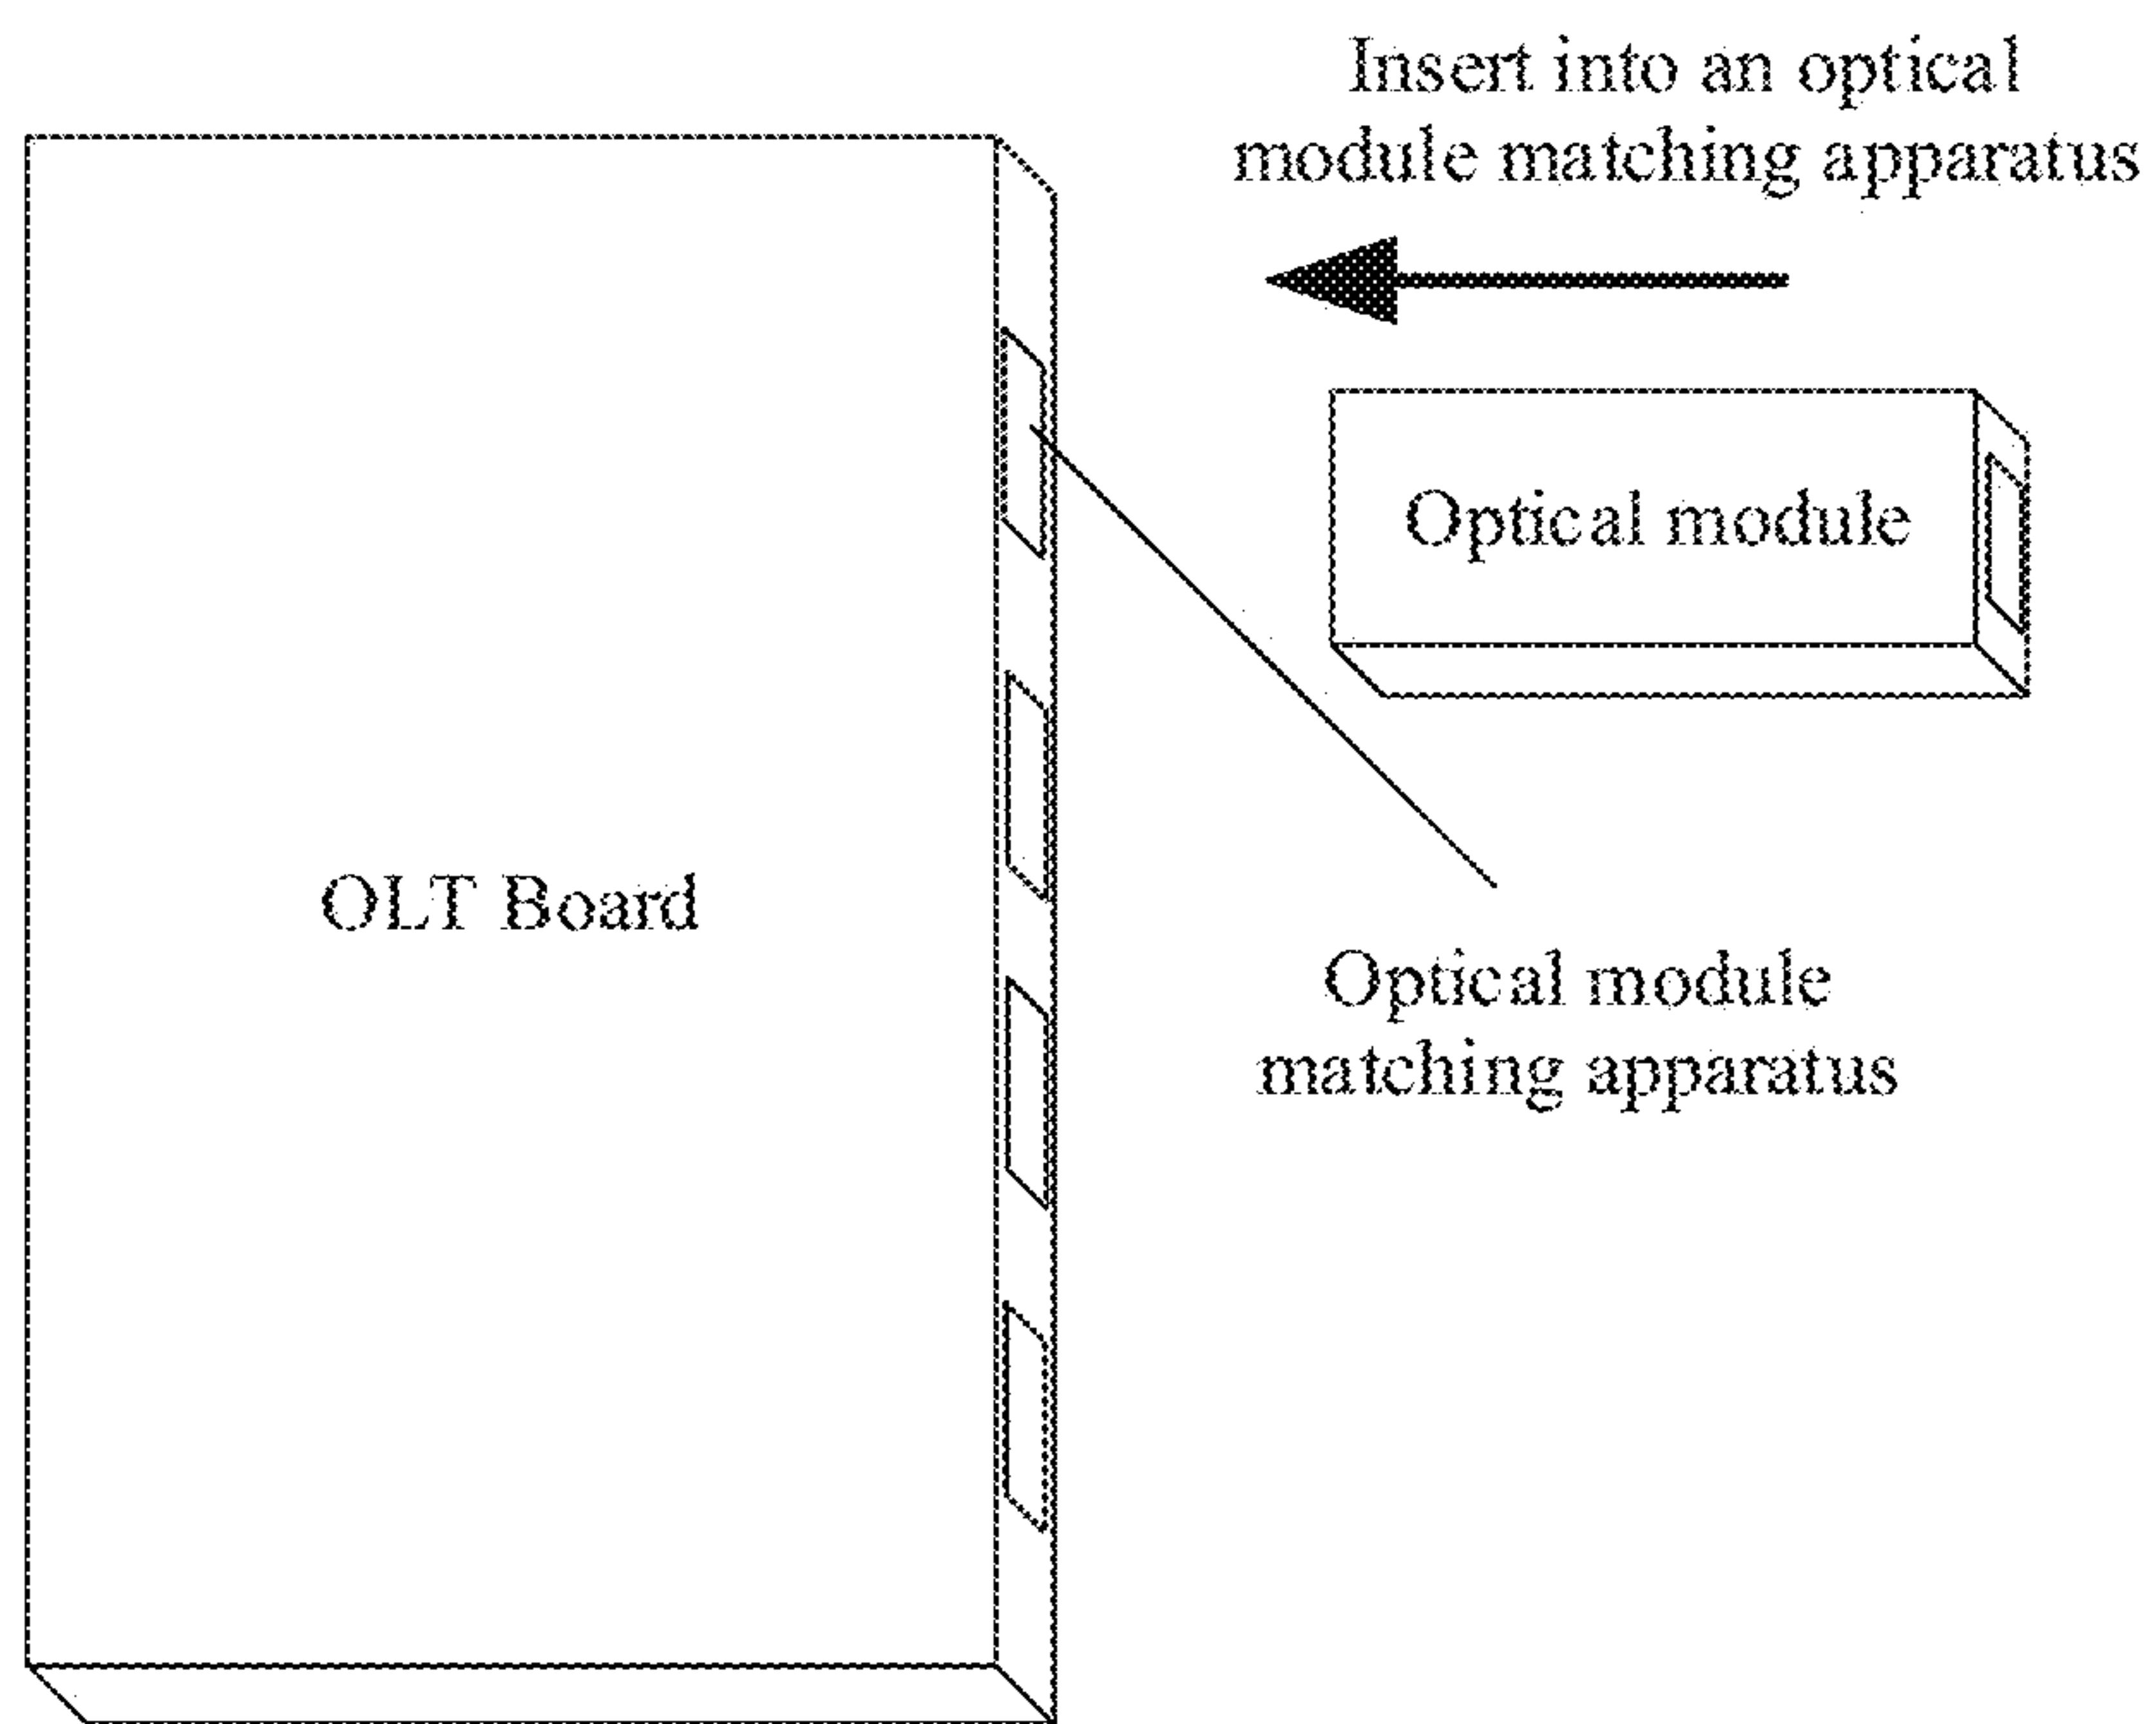 Insert into an optical
module matching apparatus
Optical module
OLT Board
Optical module
matching apparatus